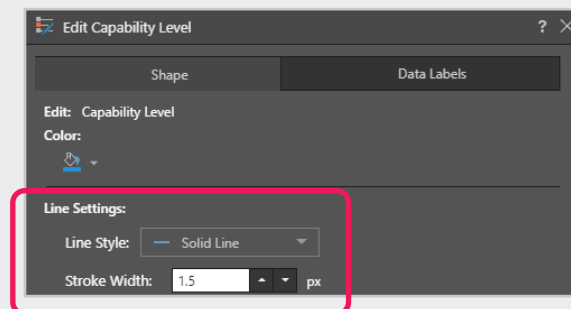 Edit Capability Level ?
Shape Data Labels
Edit: Capability Level
Color:
Line Settings:
Line Style: Solid Line
Stroke Width: 1.5 px